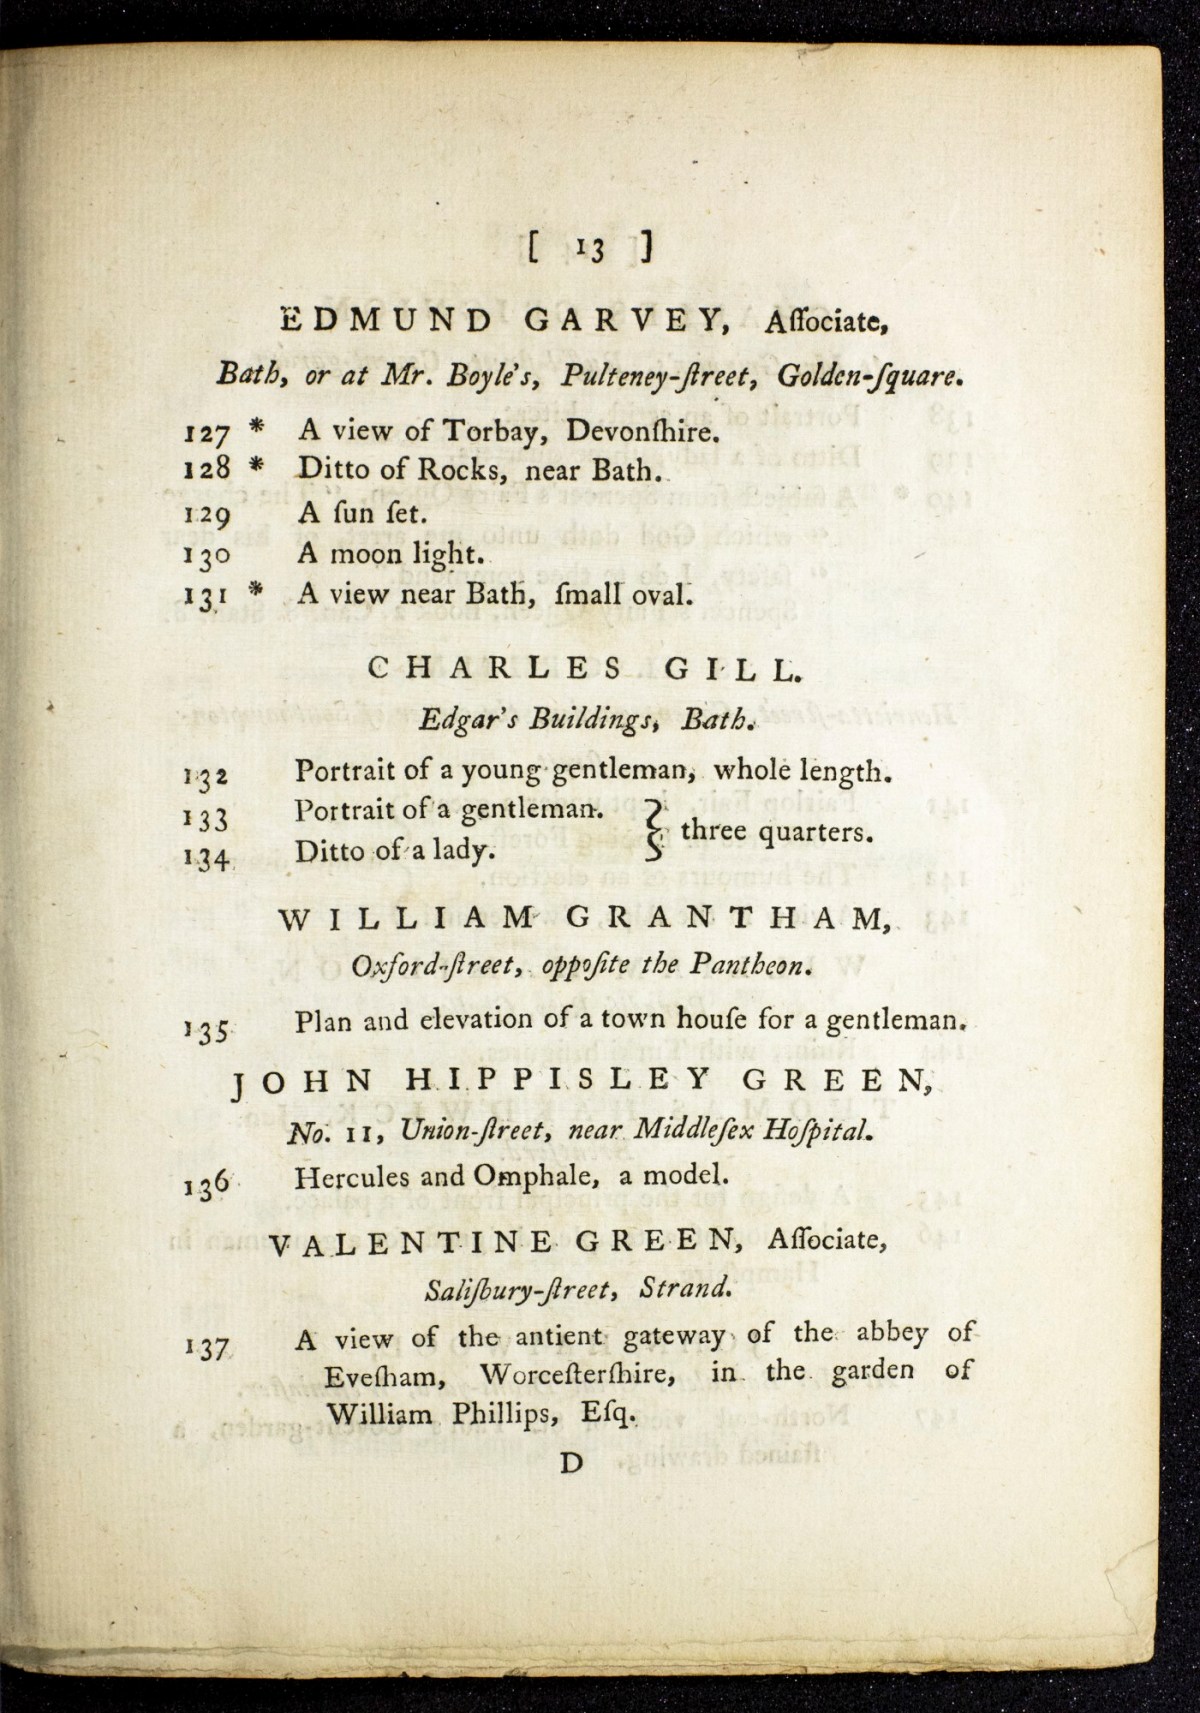 [ 13 ]
EDMUND GARVEY, Aſſociate,
Bath, or at Mr. Boyle's, Pulteney-ſtreet, Golden-ſquare.
127 * A view of Torbay, Devonſhire.
128 * Ditto of Rocks, near Bath.
129 A ſun ſet.
130 A moon light.
131 * A view near Bath, ſmall oval.
CHARLES GILL.
Edgar's Buildings, Bath.
132 Portrait of a young gentleman, whole length.
133 Portrait of a gentleman.
134 Ditto of a lady.
} three quarters.
WILLIAM GRANTHAM,
Oxford-ſtreet, oppoſite the Pantheon.
135 Plan and elevation of a town houſe for a gentleman.
JOHN HIPPISLEY GREEN,
No. 11, Union-ſtreet, near Middleſex Hoſpital.
136 Hercules and Omphale, a model.
VALENTINE GREEN, Aſſociate,
Saliſbury-ſtreet, Strand.
137 A view of the antient gateway of the abbey of
Eveſham, Worceſterſhire, in the garden of
William Phillips, Eſq.
D